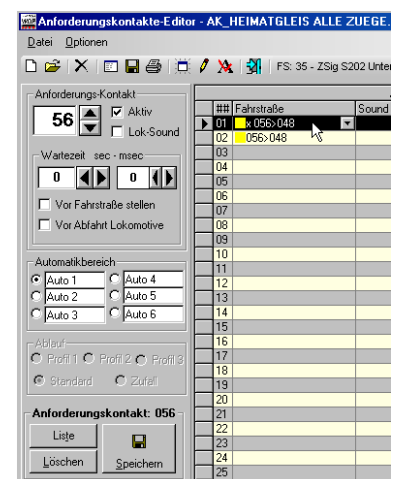 WDP Anforderungskontakte-Editor - AK_HEIMATGLEIS ALLE ZUEGE.
Datei Optionen
FS: 35 - ZSig S202 Unter
Anforderungs-Kontakt
56
Aktiv
Lok-Sound
Wartezeit sec - msec
0 0
Vor Fahrstraße stellen
Vor Abfahrt Lokomotive
Automatikbereich
Auto 1 Auto 4
Auto 2 Auto 5
Auto 3 Auto 6
Ablauf
Profil 1 Profil 2 Profil 3
Standard Zufall
Anforderungskontakt: 056
Liste
Löschen Speichern
## Fahrstraße Sound
01 x 056>048
02 056>048
03
04
05
06
07
08
09
10
11
12
13
14
15
16
17
18
19
20
21
22
23
24
25